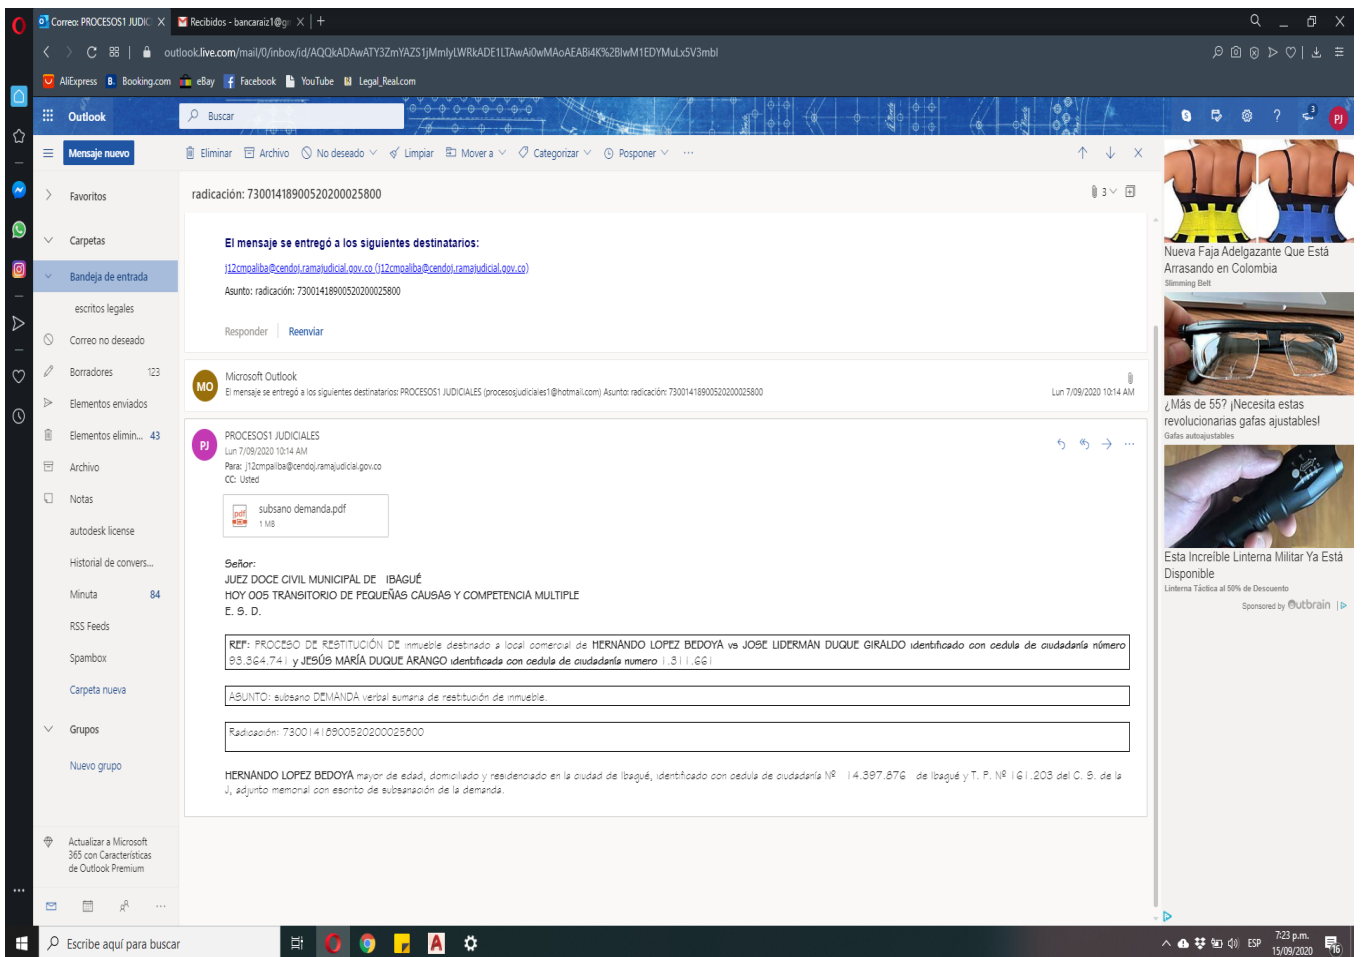 Correo: PROCESOS1 JUDIC
Recibidos - bancaraiz1@g
outlook.live.com/mail/0/inbox/id/AQQkADAwATY3ZmYAZS1jMmIyLWRkADE1LTAwAi0wMAoAEABi4K%2BIwM1EDYMuLx5V3mbl
AliExpress Booking.com eBay Facebook YouTube Legal_Real.com
Outlook
Buscar
3
PJ
Mensaje nuevo
Eliminar Archivo No deseado Limpiar Mover a Categorizar Posponer ...
Favoritos
Carpetas
Bandeja de entrada
escritos legales
Correo no deseado
Borradores 123
Elementos enviados
Elementos elimin... 43
Archivo
Notas
autodesk license
Historial de convers...
Minuta 84
RSS Feeds
Spambox
Carpeta nueva
Grupos
Nuevo grupo
Actualizar a Microsoft
365 con Características
de Outlook Premium
radicación: 73001418900520200025800
3
El mensaje se entregó a los siguientes destinatarios:
j12cmpaliba@cendoj.ramajudicial.gov.co (j12cmpaliba@cendoj.ramajudicial.gov.co)
Asunto: radicación: 73001418900520200025800
Responder Reenviar
MO
Microsoft Outlook
El mensaje se entregó a los siguientes destinatarios: PROCESOS1 JUDICIALES (procesosjudiciales1@hotmail.com) Asunto: radicación: 73001418900520200025800
Lun 7/09/2020 10:14 AM
PJ
PROCESOS1 JUDICIALES
Lun 7/09/2020 10:14 AM
Para: j12cmpaliba@cendoj.ramajudicial.gov.co
CC: Usted
pdf
subsano demanda.pdf
1 MB
Señor:
JUEZ DOCE CIVIL MUNICIPAL DE IBAGUÉ
HOY 005 TRANSITORIO DE PEQUEÑAS CAUSAS Y COMPETENCIA MULTIPLE
E. S. D.
REF: PROCESO DE RESTITUCIÓN DE inmueble destinado a local comercial de HERNANDO LOPEZ BEDOYA vs JOSE LIDERMAN DUQUE GIRALDO identificado con cedula de ciudadanía número
93.364.741 y JESÚS MARÍA DUQUE ARANGO identificada con cedula de ciudadanía numero 1.311.661
ASUNTO: subsano DEMANDA verbal sumaria de restitución de inmueble.
Radicación: 73001418900520200025800
HERNANDO LOPEZ BEDOYA mayor de edad, domiciliado y residenciado en la ciudad de Ibagué, identificado con cedula de ciudadanía Nº 14.397.876 de Ibagué y T. P. Nº 161.203 del C. S. de la
J, adjunto memorial con escrito de subsanación de la demanda.
Nueva Faja Adelgazante Que Está
Arrasando en Colombia
Slimming Belt
¿Más de 55? ¡Necesita estas
revolucionarias gafas ajustables!
Gafas autoajustables
Esta Increíble Linterna Militar Ya Está
Disponible
Linterna Táctica al 50% de Descuento
Sponsored by Outbrain
Escribe aquí para buscar
ESP
7:23 p.m.
15/09/2020
16